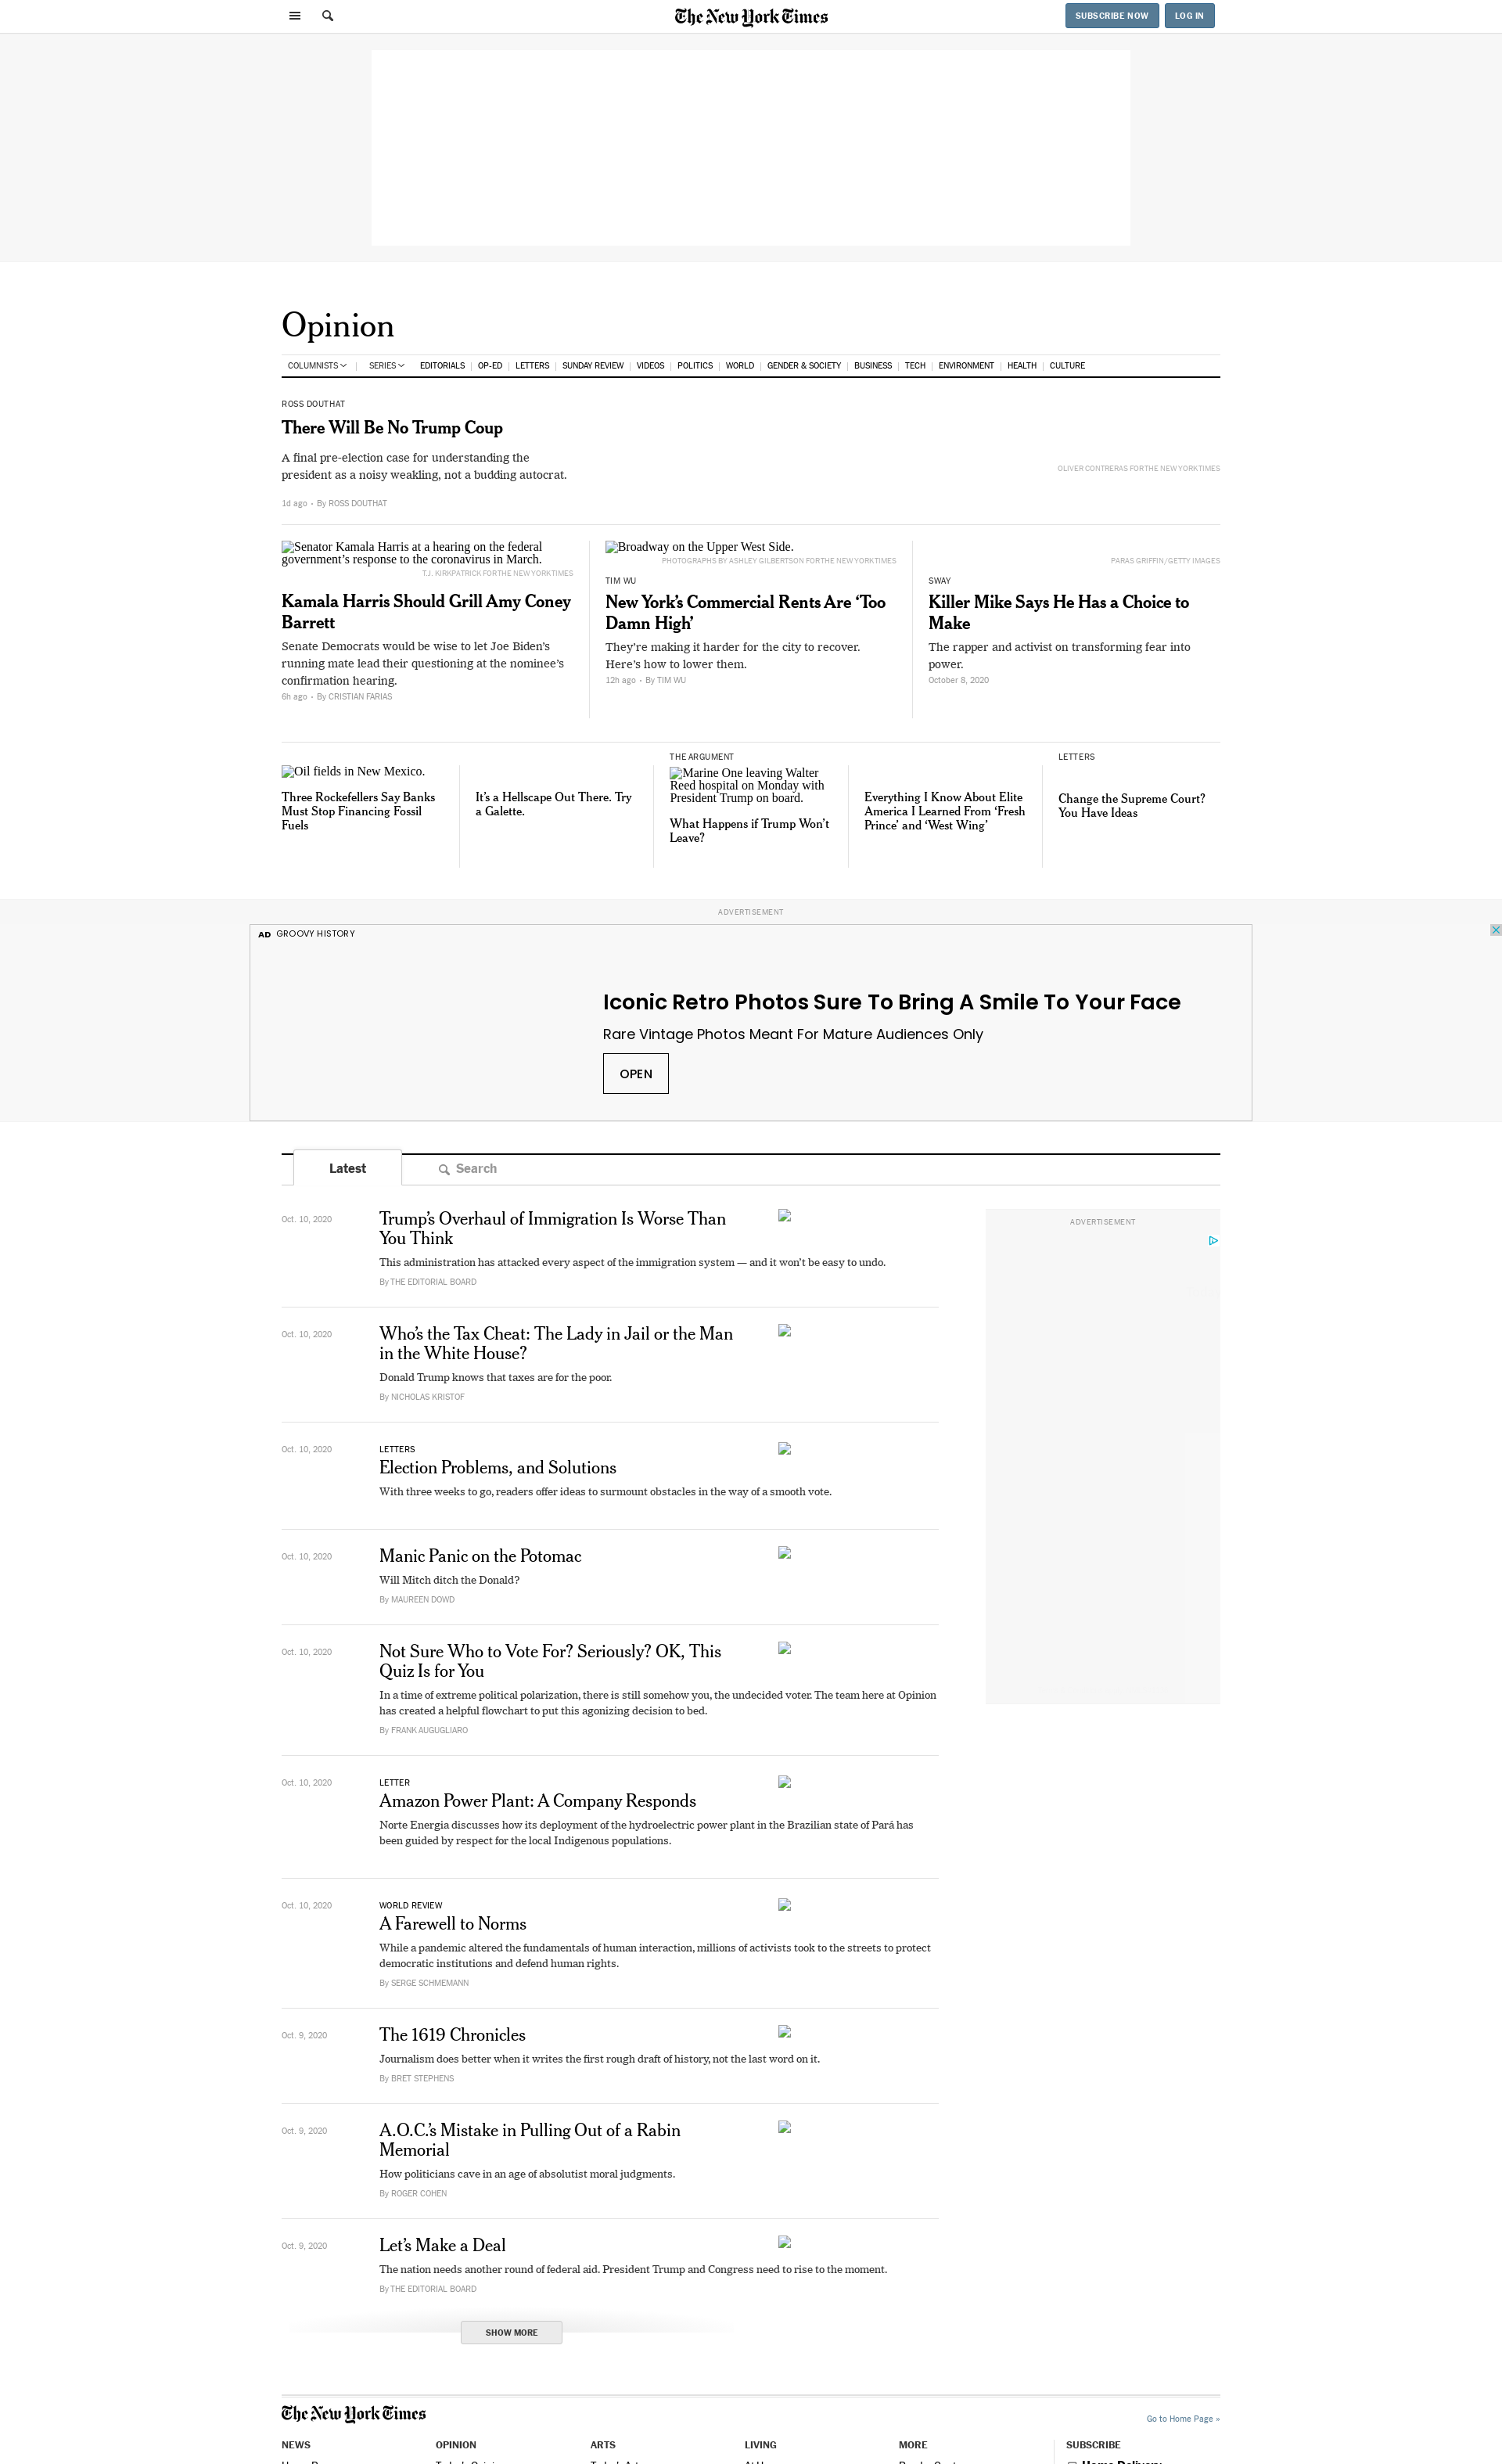 The New York Times
SUBSCRIBE NOW
LOG IN
Opinion
COLUMNISTS | SERIES EDITORIALS | OP-ED | LETTERS | SUNDAY REVIEW | VIDEOS | POLITICS | WORLD | GENDER & SOCIETY | BUSINESS | TECH | ENVIRONMENT | HEALTH | CULTURE
ROSS DOUTHAT
There Will Be No Trump Coup
A final pre-election case for understanding the
president as a noisy weakling, not a budding autocrat.
OLIVER CONTRERAS FOR THE NEW YORK TIMES
1d ago • By ROSS DOUTHAT
Senator Kamala Harris at a hearing on the federal
government’s response to the coronavirus in March.
T.J. KIRKPATRICK FOR THE NEW YORK TIMES
Kamala Harris Should Grill Amy Coney
Barrett
Senate Democrats would be wise to let Joe Biden’s
running mate lead their questioning at the nominee’s
confirmation hearing.
6h ago • By CRISTIAN FARIAS
Broadway on the Upper West Side.
PHOTOGRAPHS BY ASHLEY GILBERTSON FOR THE NEW YORK TIMES
TIM WU
New York’s Commercial Rents Are ‘Too
Damn High’
They’re making it harder for the city to recover.
Here’s how to lower them.
12h ago • By TIM WU
PARAS GRIFFIN/GETTY IMAGES
SWAY
Killer Mike Says He Has a Choice to
Make
The rapper and activist on transforming fear into
power.
October 8, 2020
Oil fields in New Mexico.
Three Rockefellers Say Banks
Must Stop Financing Fossil
Fuels
It’s a Hellscape Out There. Try
a Galette.
THE ARGUMENT
Marine One leaving Walter
Reed hospital on Monday with
President Trump on board.
What Happens if Trump Won’t
Leave?
Everything I Know About Elite
America I Learned From ‘Fresh
Prince’ and ‘West Wing’
LETTERS
Change the Supreme Court?
You Have Ideas
ADVERTISEMENT
AD GROOVY HISTORY
Iconic Retro Photos Sure To Bring A Smile To Your Face
Rare Vintage Photos Meant For Mature Audiences Only
OPEN
Latest
Search
ADVERTISEMENT
Oct. 10, 2020
Trump’s Overhaul of Immigration Is Worse Than
You Think
This administration has attacked every aspect of the immigration system — and it won’t be easy to undo.
By THE EDITORIAL BOARD
Oct. 10, 2020
Who’s the Tax Cheat: The Lady in Jail or the Man
in the White House?
Donald Trump knows that taxes are for the poor.
By NICHOLAS KRISTOF
Oct. 10, 2020
LETTERS
Election Problems, and Solutions
With three weeks to go, readers offer ideas to surmount obstacles in the way of a smooth vote.
Oct. 10, 2020
Manic Panic on the Potomac
Will Mitch ditch the Donald?
By MAUREEN DOWD
Oct. 10, 2020
Not Sure Who to Vote For? Seriously? OK, This
Quiz Is for You
In a time of extreme political polarization, there is still somehow you, the undecided voter. The team here at Opinion
has created a helpful flowchart to put this agonizing decision to bed.
By FRANK AUGUGLIARO
Oct. 10, 2020
LETTER
Amazon Power Plant: A Company Responds
Norte Energia discusses how its deployment of the hydroelectric power plant in the Brazilian state of Pará has
been guided by respect for the local Indigenous populations.
Oct. 10, 2020
WORLD REVIEW
A Farewell to Norms
While a pandemic altered the fundamentals of human interaction, millions of activists took to the streets to protect
democratic institutions and defend human rights.
By SERGE SCHMEMANN
Oct. 9, 2020
The 1619 Chronicles
Journalism does better when it writes the first rough draft of history, not the last word on it.
By BRET STEPHENS
Oct. 9, 2020
A.O.C.’s Mistake in Pulling Out of a Rabin
Memorial
How politicians cave in an age of absolutist moral judgments.
By ROGER COHEN
Oct. 9, 2020
Let’s Make a Deal
The nation needs another round of federal aid. President Trump and Congress need to rise to the moment.
By THE EDITORIAL BOARD
SHOW MORE
The New York Times
Go to Home Page »
NEWS
OPINION
ARTS
LIVING
MORE
SUBSCRIBE